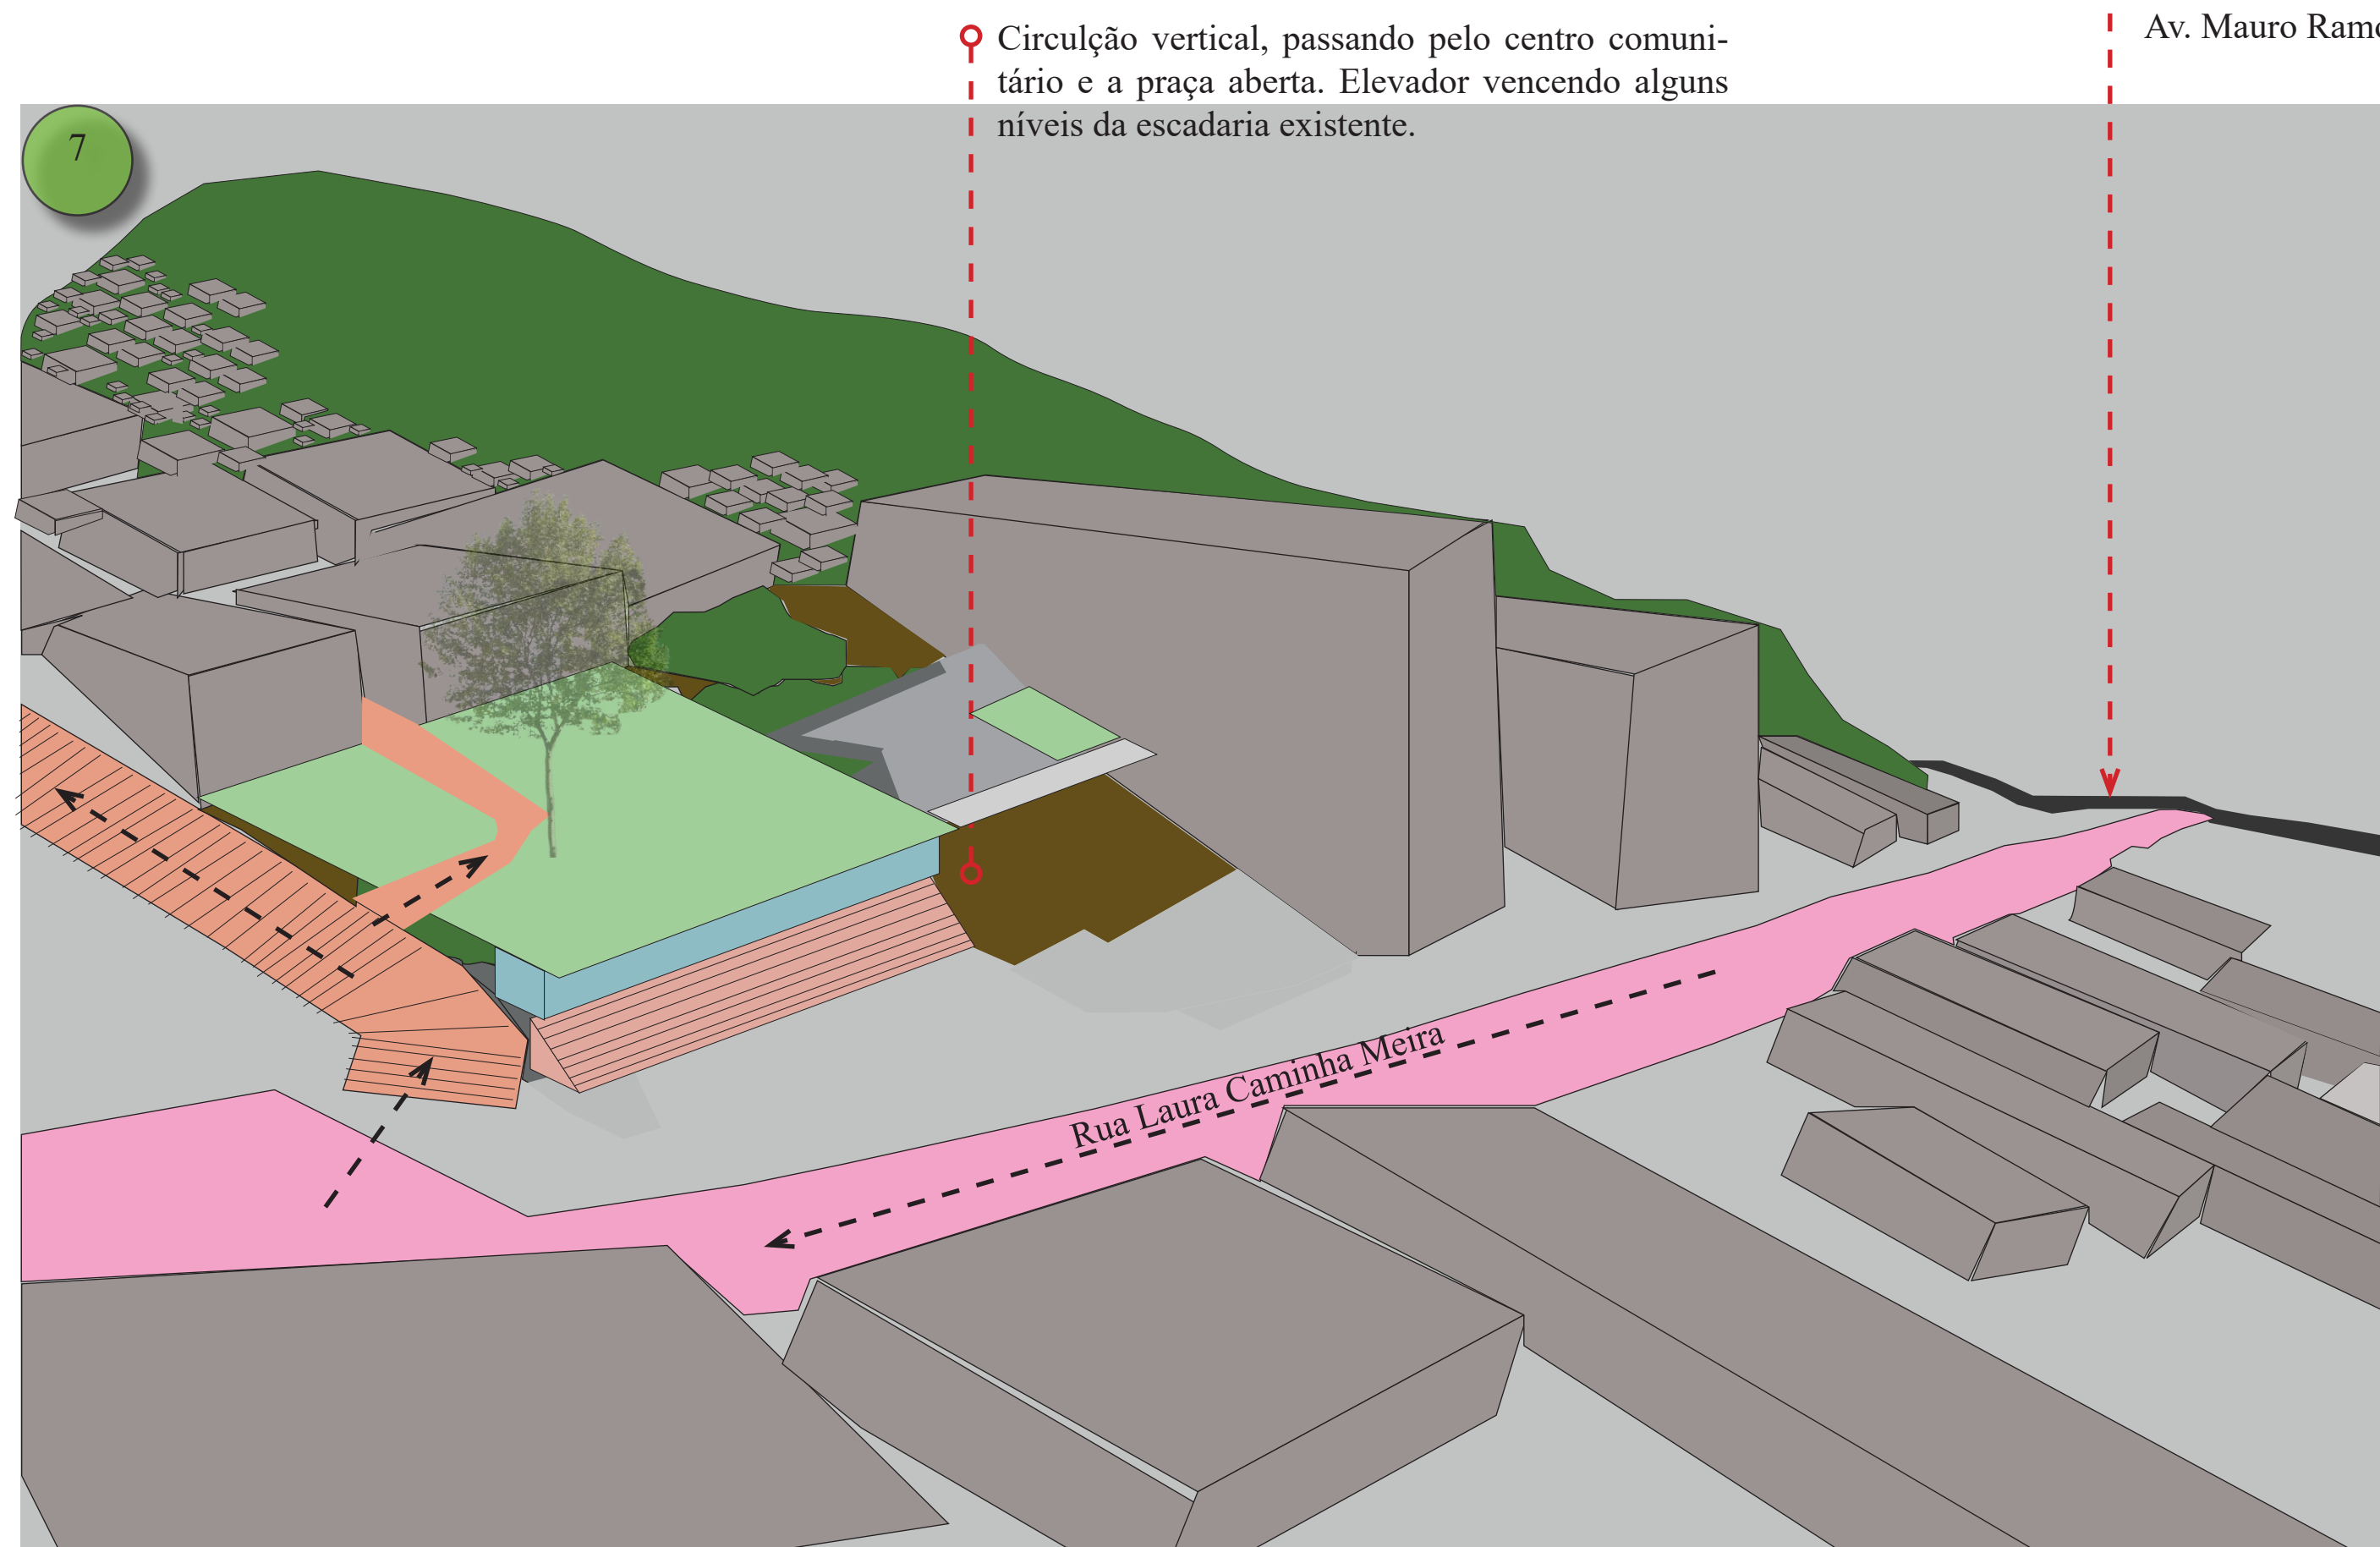 Circulção vertical, passando pelo centro comuni-
tário e a praça aberta. Elevador vencendo alguns
níveis da escadaria existente.
Av. Mauro
7
Rua Laura Caminha Meira